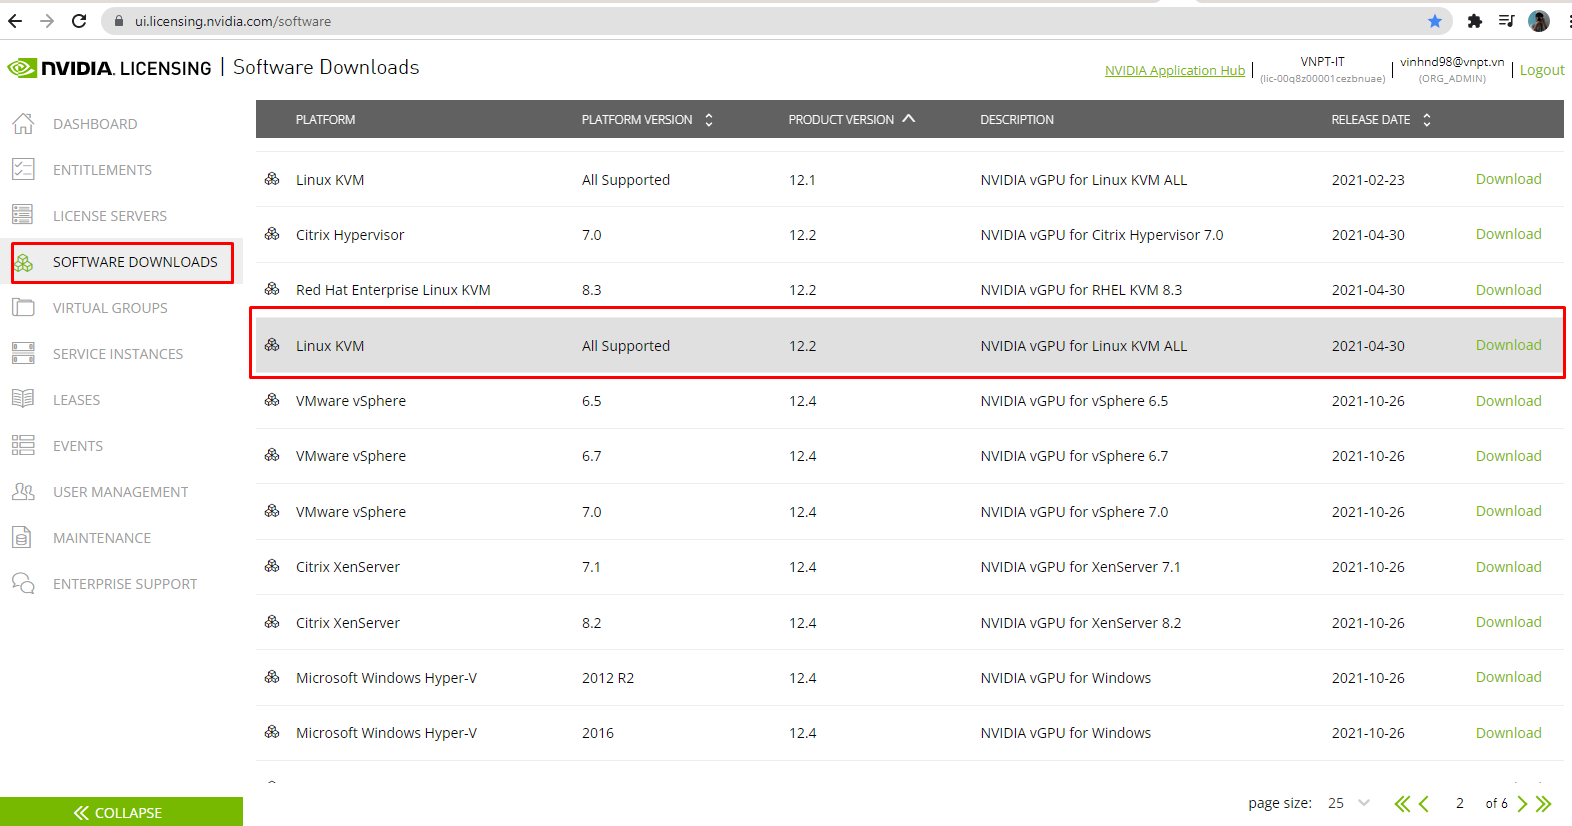 ui.licensing.nvidia.com/software
NVIDIA. LICENSING | Software Downloads
NVIDIA Application Hub
VNPT-IT
(lic-00q8z00001cezbnuae)
vinhnd98@vnpt.vn
(ORG_ADMIN)
Logout
DASHBOARD
ENTITLEMENTS
LICENSE SERVERS
SOFTWARE DOWNLOADS
VIRTUAL GROUPS
SERVICE INSTANCES
LEASES
EVENTS
USER MANAGEMENT
MAINTENANCE
ENTERPRISE SUPPORT
COLLAPSE
PLATFORM PLATFORM VERSION PRODUCT VERSION DESCRIPTION RELEASE DATE
Linux KVM All Supported 12.1 NVIDIA vGPU for Linux KVM ALL 2021-02-23 Download
Citrix Hypervisor 7.0 12.2 NVIDIA vGPU for Citrix Hypervisor 7.0 2021-04-30 Download
Red Hat Enterprise Linux KVM 8.3 12.2 NVIDIA vGPU for RHEL KVM 8.3 2021-04-30 Download
Linux KVM All Supported 12.2 NVIDIA vGPU for Linux KVM ALL 2021-04-30 Download
VMware vSphere 6.5 12.4 NVIDIA vGPU for vSphere 6.5 2021-10-26 Download
VMware vSphere 6.7 12.4 NVIDIA vGPU for vSphere 6.7 2021-10-26 Download
VMware vSphere 7.0 12.4 NVIDIA vGPU for vSphere 7.0 2021-10-26 Download
Citrix XenServer 7.1 12.4 NVIDIA vGPU for XenServer 7.1 2021-10-26 Download
Citrix XenServer 8.2 12.4 NVIDIA vGPU for XenServer 8.2 2021-10-26 Download
Microsoft Windows Hyper-V 2012 R2 12.4 NVIDIA vGPU for Windows 2021-10-26 Download
Microsoft Windows Hyper-V 2016 12.4 NVIDIA vGPU for Windows 2021-10-26 Download
page size: 25 2 of 6